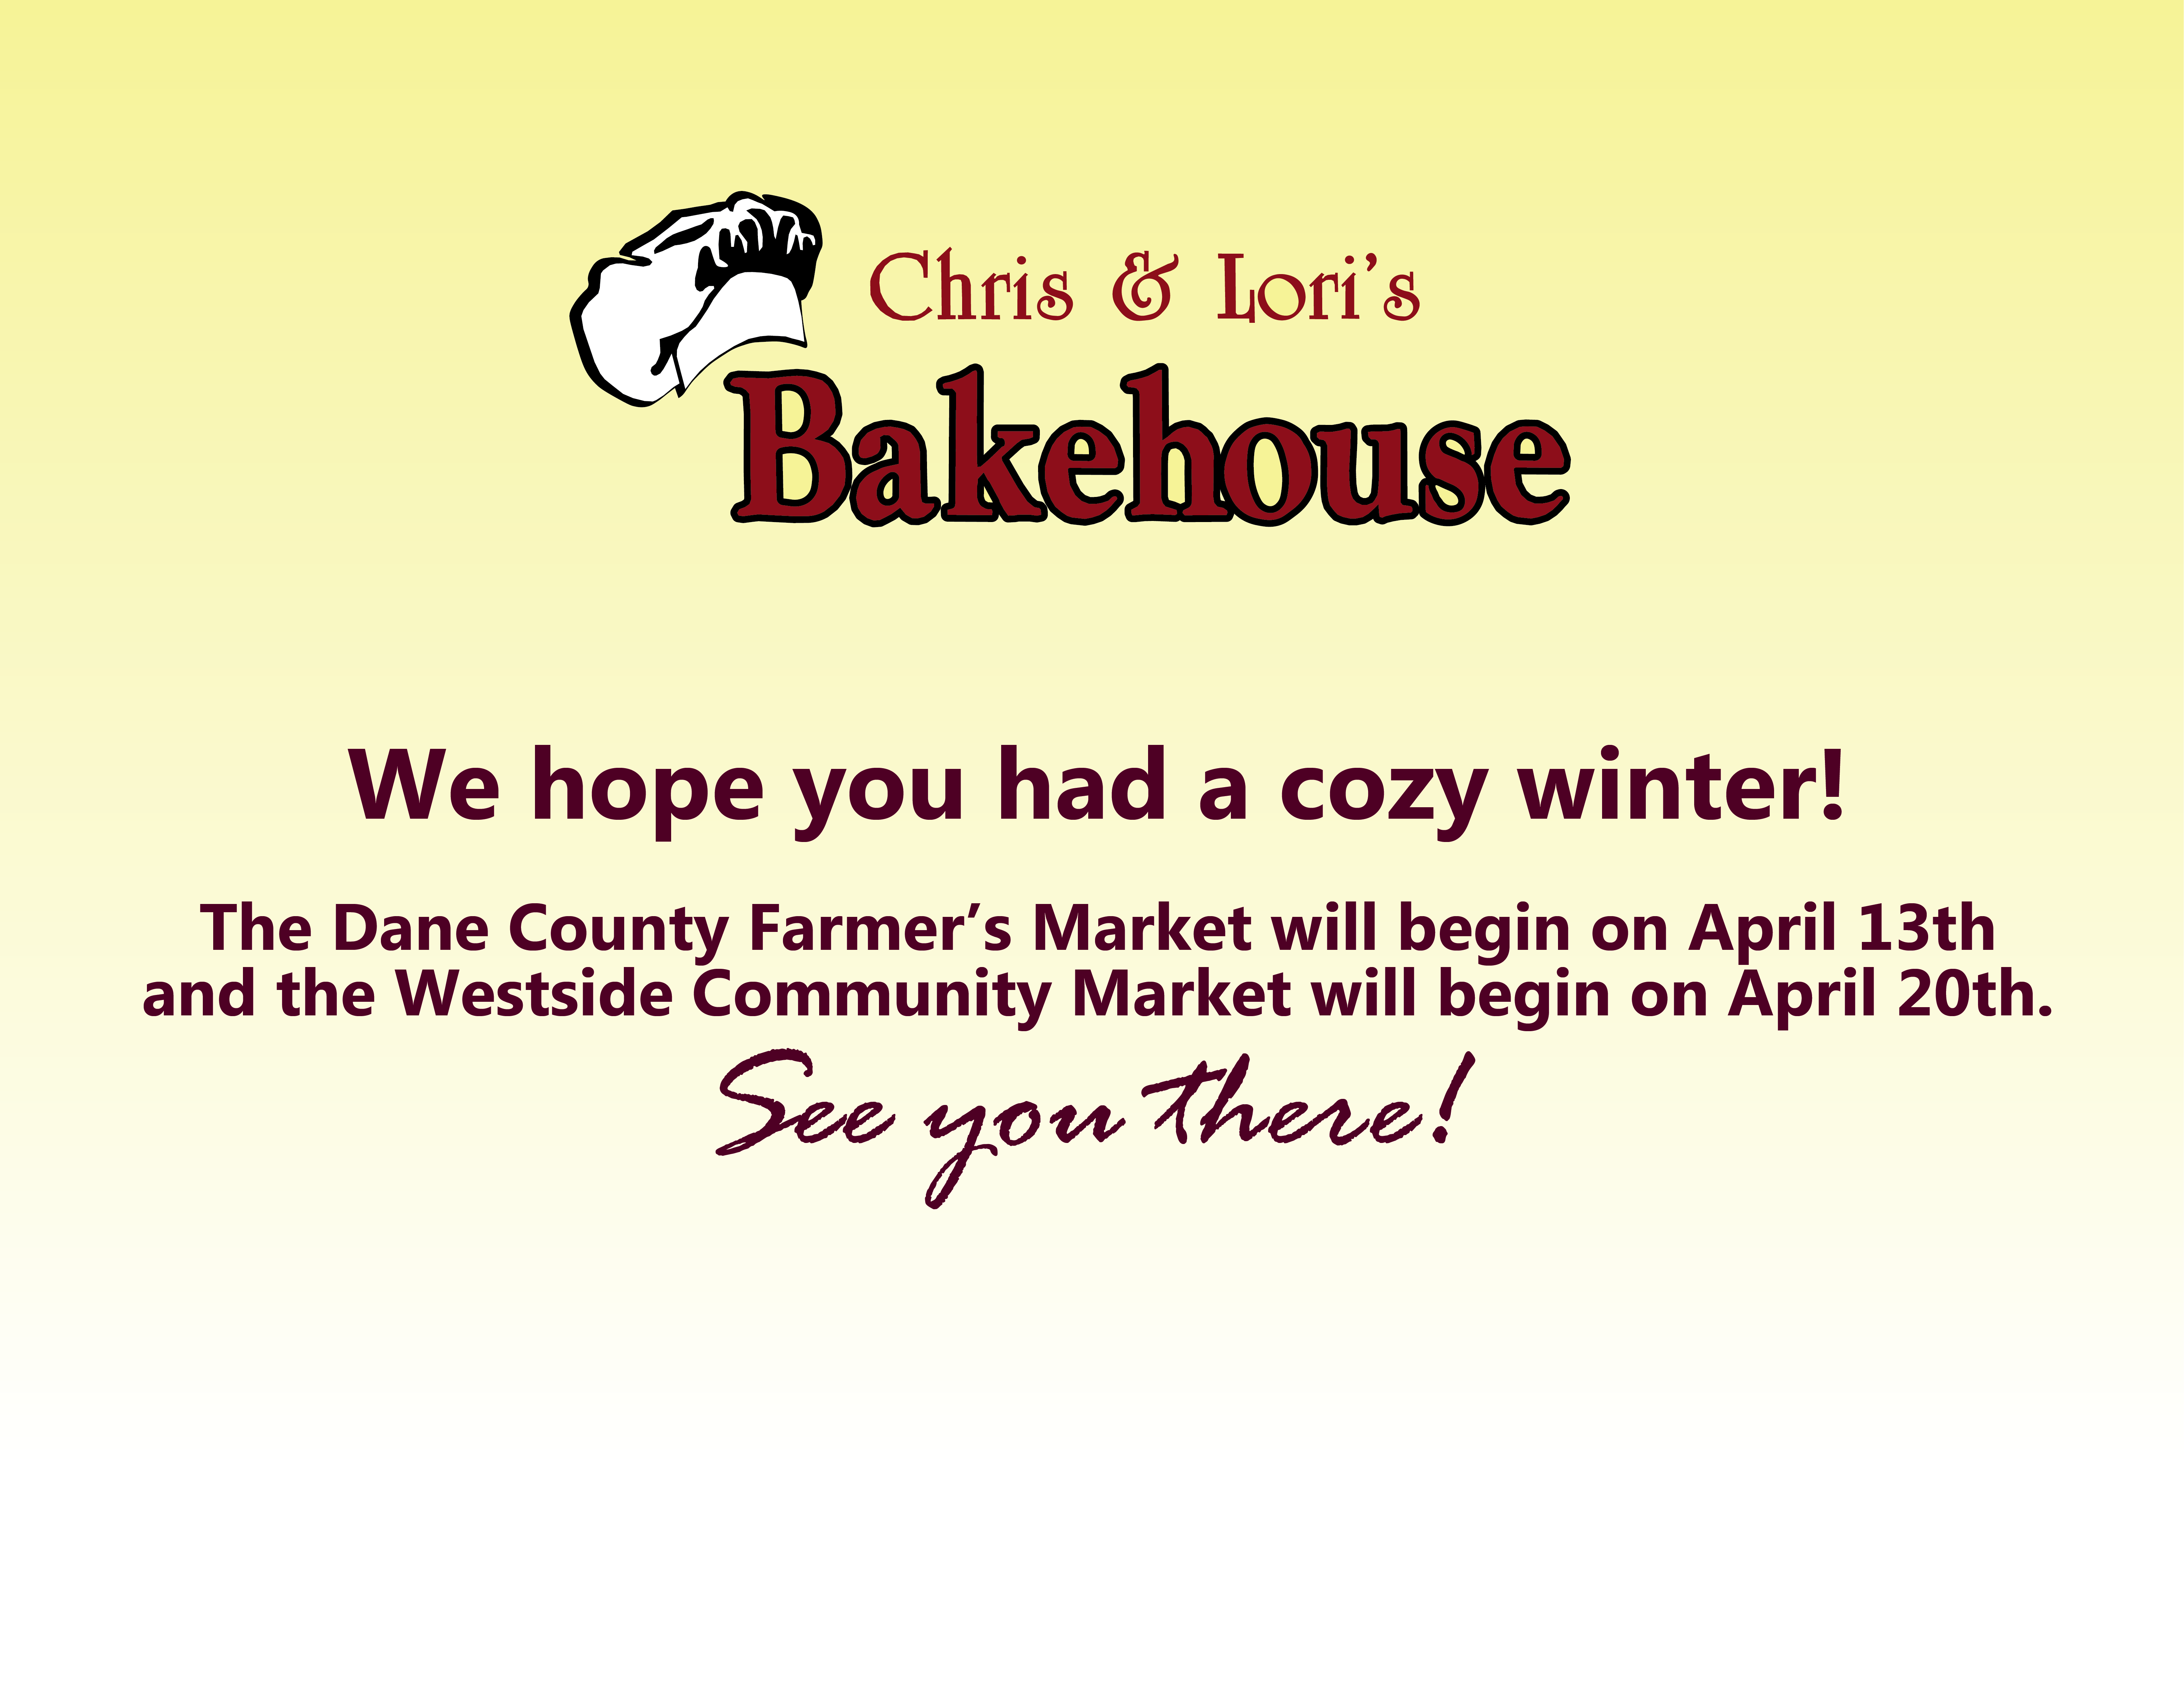 Chris & Lori's
Bakehouse
We hope you had a cozy winter!
The Dane County Farmer's Market will begin on April 13th
and the Westside Community Market will begin on April 20th.
See you there!